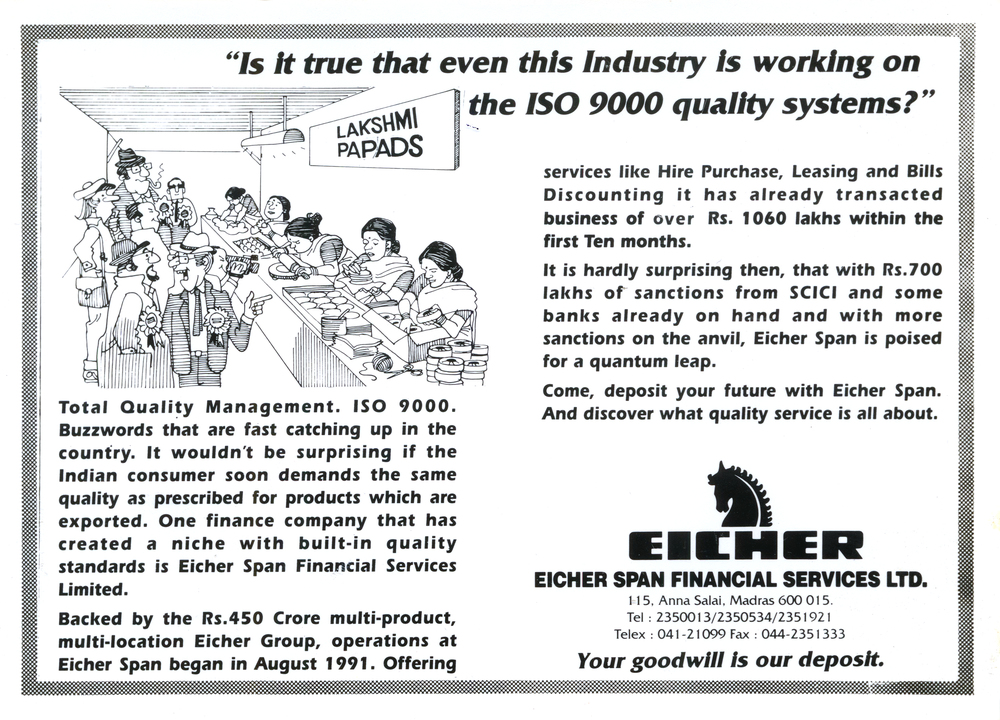 “Is it true that even this Industry is working on
the ISO 9000 quality systems?”
LAKSHMI
PAPADS
Total Quality Management. ISO 9000.
Buzzwords that are fast catching up in the
country. It wouldn't be surprising if the
Indian consumer soon demands the same
quality as prescribed for products which are
exported. One finance company that has
created a niche with built-in quality
standards is Eicher Span Financial Services
Limited.
Backed by the Rs.450 Crore multi-product,
multi-location Eicher Group, operations at
Eicher Span began in August 1991. Offering
services like Hire Purchase, Leasing and Bills
Discounting it has already transacted
business of over Rs. 1060 lakhs within the
first Ten months.
It is hardly surprising then, that with Rs.700
lakhs of sanctions from SCICI and some
banks already on hand and with more
sanctions on the anvil, Eicher Span is poised
for a quantum leap.
Come, deposit your future with Eicher Span.
And discover what quality service is all about.
EICHER
EICHER SPAN FINANCIAL SERVICES LTD.
115, Anna Salai, Madras 600 015.
Tel : 2350013/2350534/2351921
Telex : 041-21099 Fax : 044-2351333
Your goodwill is our deposit.